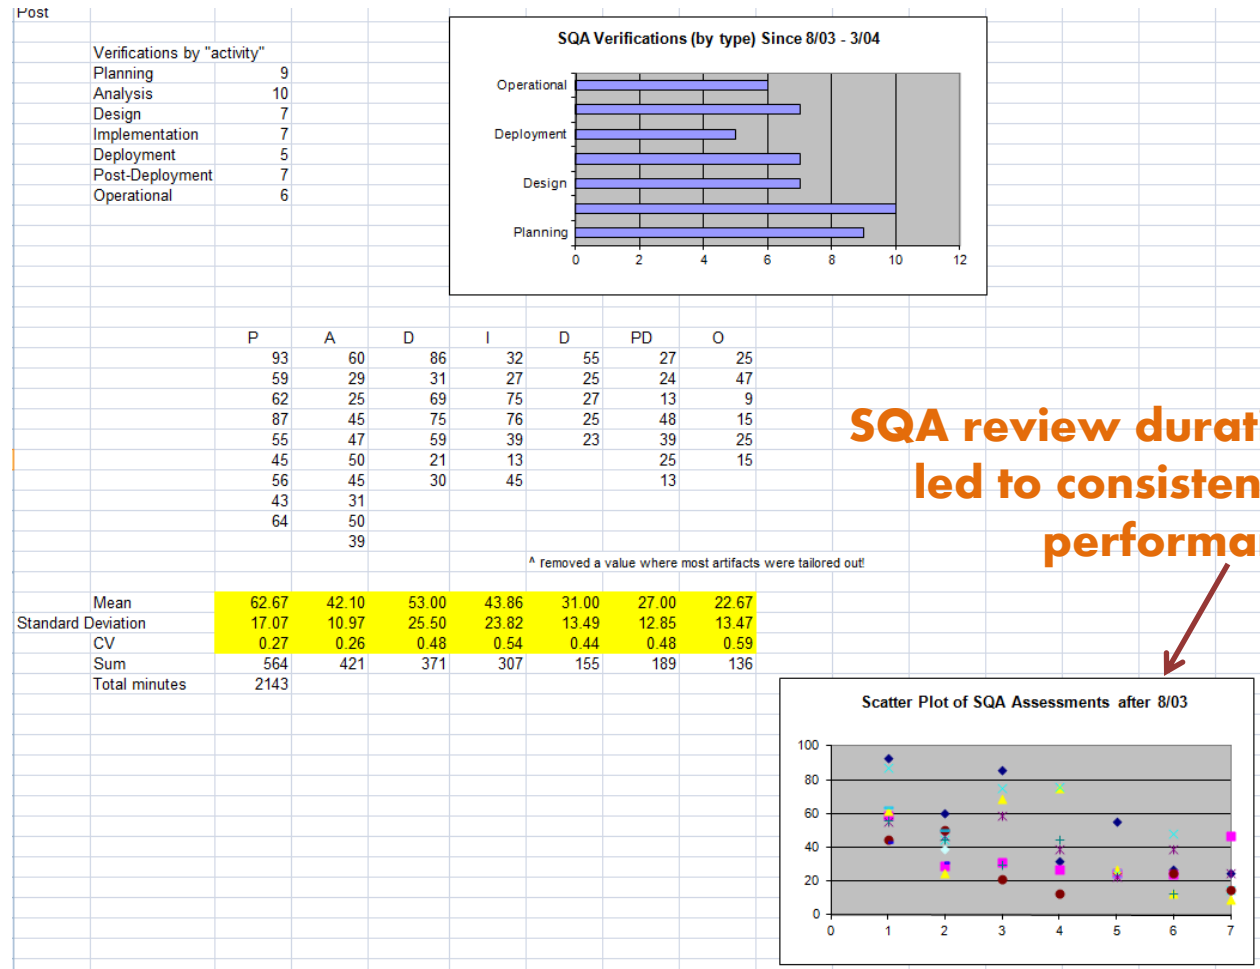 Post
Verifications by "activity"
Planning 9
Analysis 10
Design 7
Implementation 7
Deployment 5
Post-Deployment 7
Operational 6
SQA Verifications (by type) Since 8/03 - 3/04
Operational
Deployment
Design
Planning
0 2 4 6 8 10 12
P A D I D PD O
93 60 86 32 55 27 25
59 29 31 27 25 24 47
62 25 69 75 27 13 9
87 45 75 76 25 48 15
55 47 59 39 23 39 25
45 50 21 13 25 15
56 45 30 45 13
43 31
64 50
39
^ removed a value where most artifacts were tailored out!
Mean 62.67 42.10 53.00 43.86 31.00 27.00 22.67
Standard Deviation 17.07 10.97 25.50 23.82 13.49 12.85 13.47
CV 0.27 0.26 0.48 0.54 0.44 0.48 0.59
Sum 564 421 371 307 155 189 136
Total minutes 2143
SQA review durat
led to consisten
performa
Scatter Plot of SQA Assessments after 8/03
100
80
60
40
20
0
0 1 2 3 4 5 6 7